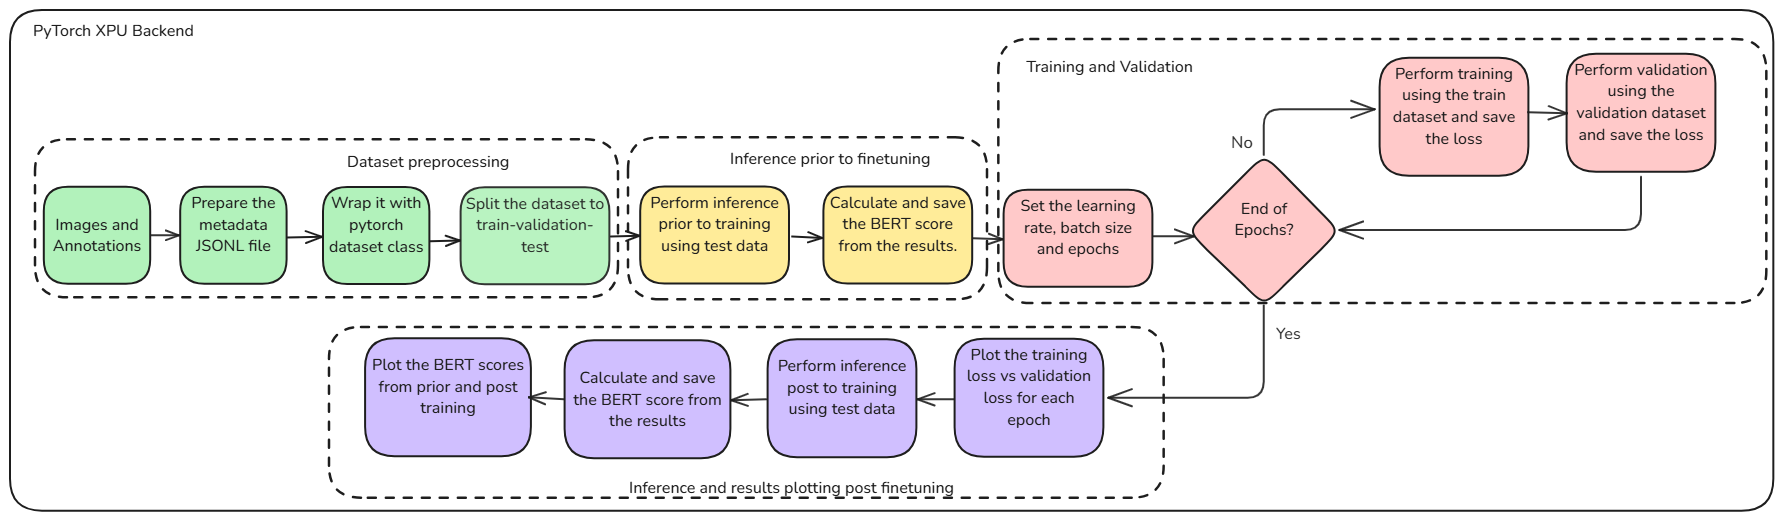 PyTorch XPU Backend
Dataset preprocessing
Images and
Annotations
Prepare the
metadata
JSONL file
Wrap it with
pytorch
dataset class
Split the dataset to
train-validation-
test
Inference prior to finetuning
Perform inference
prior to training
using test data
Calculate and save
the BERT score
from the results.
Training and Validation
Set the learning
rate, batch size
and epochs
End of
Epochs?
No
Perform training
using the train
dataset and save
the loss
Perform validation
using the
validation dataset
and save the loss
Yes
Plot the training
loss vs validation
loss for each
epoch
Perform inference
post to training
using test data
Calculate and save
the BERT score from
the results
Plot the BERT scores
from prior and post
training
Inference and results plotting post finetuning